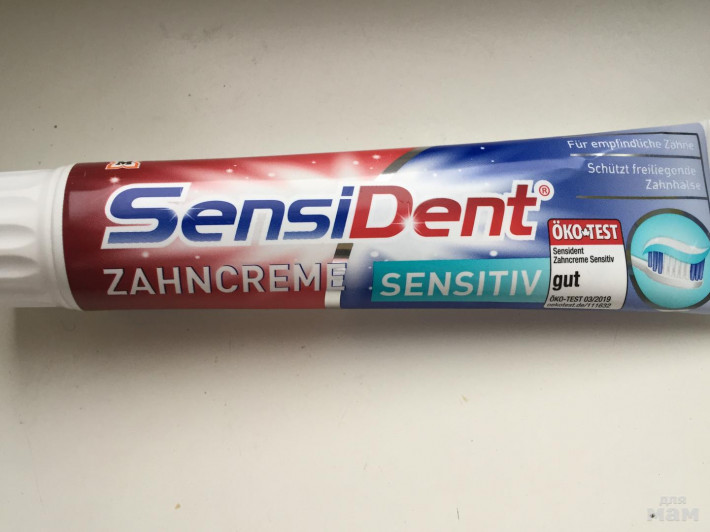 M
SensiDent®
ZAHNCREME
SENSITIV
Für empfindliche Zähne
Schützt freiliegende
Zahnhälse
ÖKO-TEST
Sensident
Zahncreme Sensitiv
gut
ÖKO-TEST 03/2019
для
мам